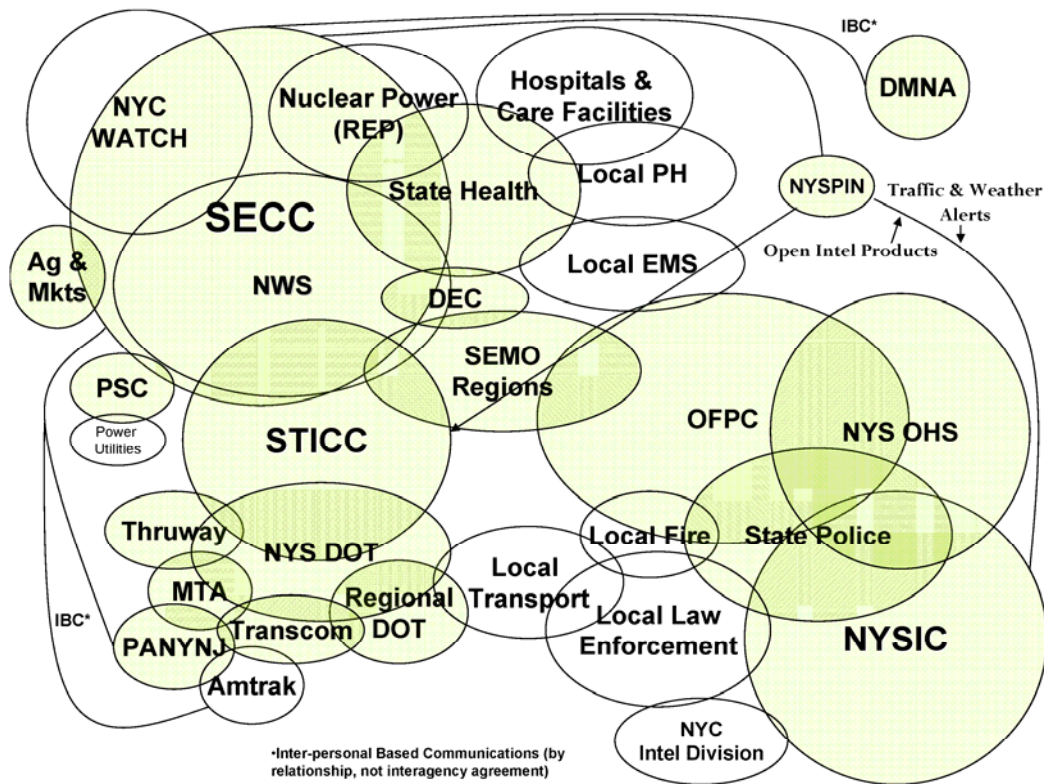 IBC*
DMNA
NYC
WATCH
Nuclear Power
(REP)
Hospitals &
Care Facilities
State Health
Local PH
NYSPIN
Traffic & Weather
Alerts
Open Intel Products
SECC
Ag &
Mkts
NWS
DEC
Local EMS
SEMO
Regions
PSC
Power
Utilities
STICC
OFPC
NYS OHS
Thruway
NYS DOT
Local Fire
State Police
MTA
Regional
DOT
Local
Transport
Local Law
Enforcement
NYSIC
IBC*
PANYNJ
Transcom
Amtrak
NYC
Intel Division
•Inter-personal Based Communications (by
relationship, not interagency agreement)